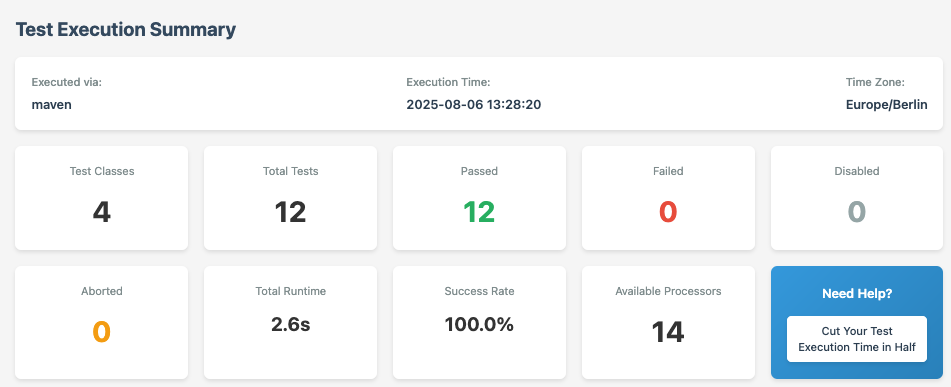 Test Execution Summary
Executed via:
maven
Execution Time:
2025-08-06 13:28:20
Time Zone:
Europe/Berlin
Test Classes
4
Total Tests
12
Passed
12
Failed
0
Disabled
0
Aborted
0
Total Runtime
2.6s
Success Rate
100.0%
Available Processors
14
Need Help?
Cut Your Test
Execution Time in Half